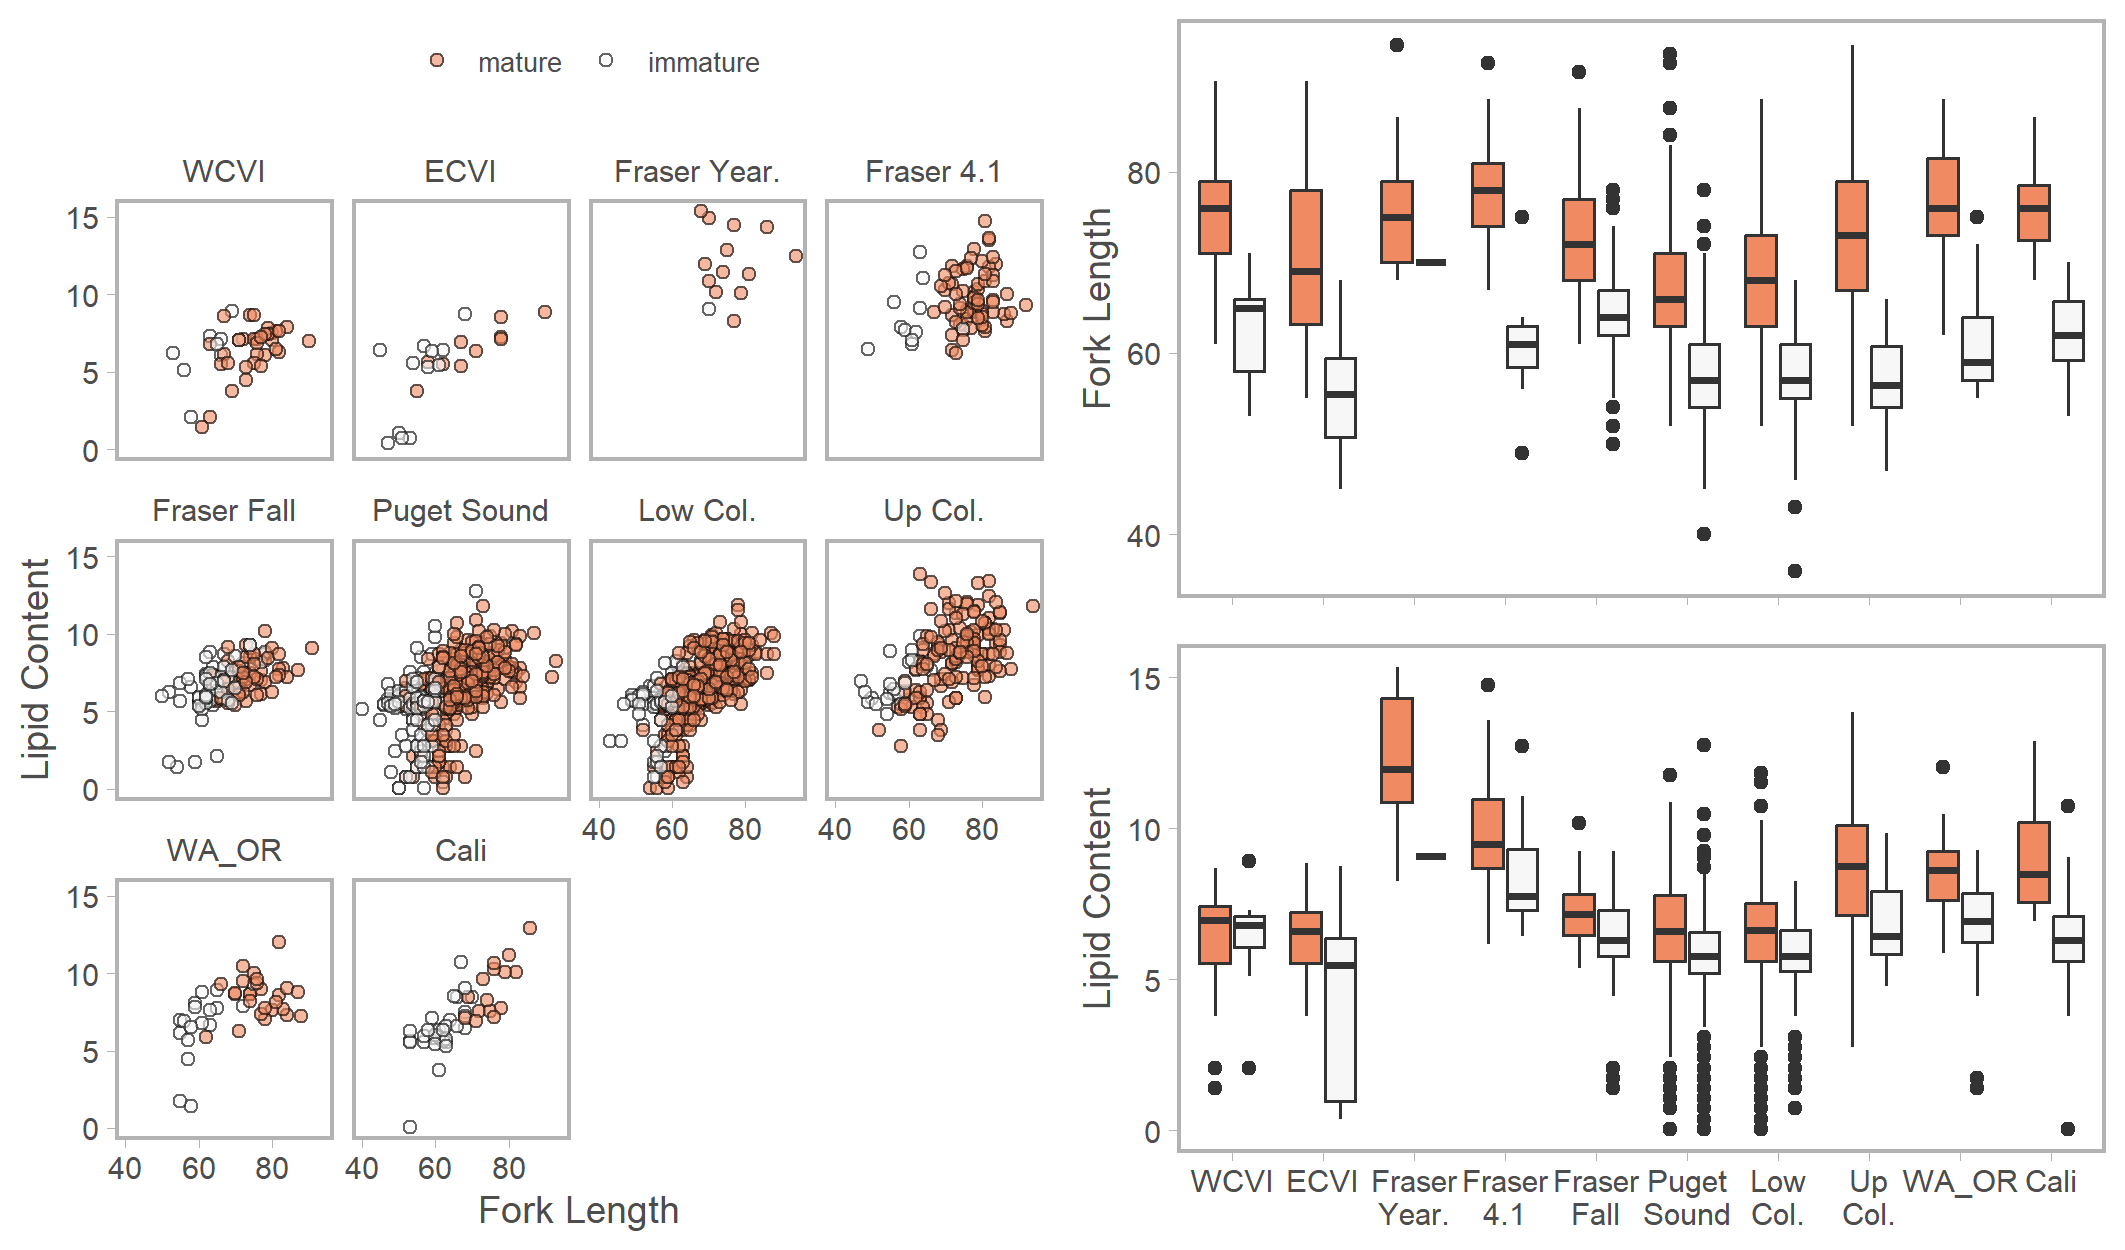 mature immature
WCVI ECVI Fraser Year. Fraser 4.1
15
10
5
0
Fraser Fall Puget Sound Low Col. Up Col.
15
10
5
0
40 60 80 40 60 80
WA_OR Cali
15
10
5
0
40 60 80 40 60 80
Lipid Content
Fork Length
Fork Length
80
60
40
Lipid Content
15
10
5
0
WCVI ECVI Fraser Fraser Fraser Puget Low Up WA_OR Cali
Year. 4.1 Fall Sound Col. Col.